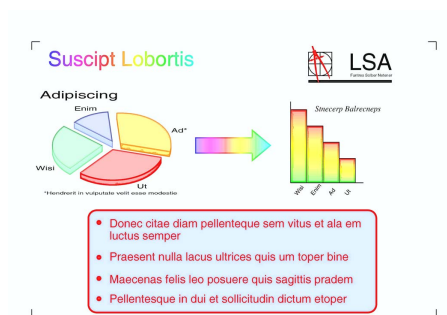 Suscipt Lobortis
LSA
Adipiscing
Enim
Ad*
Wisi
Ut
*Hendrerit in vulputate velit esse modestie
Stnecerp Balrecneps
Wisi
Enim
Ad
Ut
Donec citae diam pellenteque sem vitus et ala em
luctus semper
Praesent nulla lacus ultrices quis um toper bine
Maecenas felis leo posuere quis sagittis pradem
Pellentesque in dui et sollicitudin dictum etoper